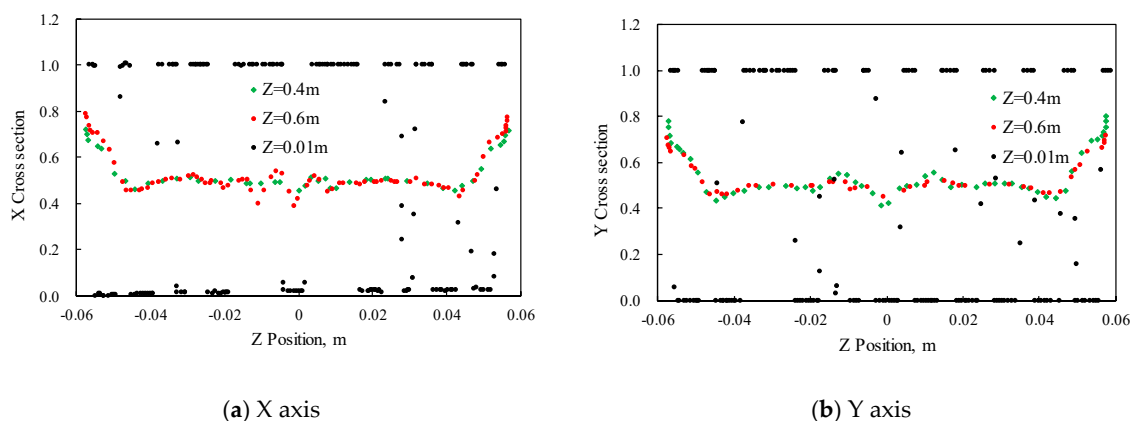 1.2
1.0
0.8
0.6
0.4
0.2
0.0
X Cross section
-0.06 -0.04 -0.02 0 0.02 0.04 0.06
Z Position, m
Z=0.4m
Z=0.6m
Z=0.01m
(a) X axis
1.2
1.0
0.8
0.6
0.4
0.2
0.0
Y Cross section
-0.06 -0.04 -0.02 0 0.02 0.04 0.06
Z Position, m
Z=0.4m
Z=0.6m
Z=0.01m
(b) Y axis